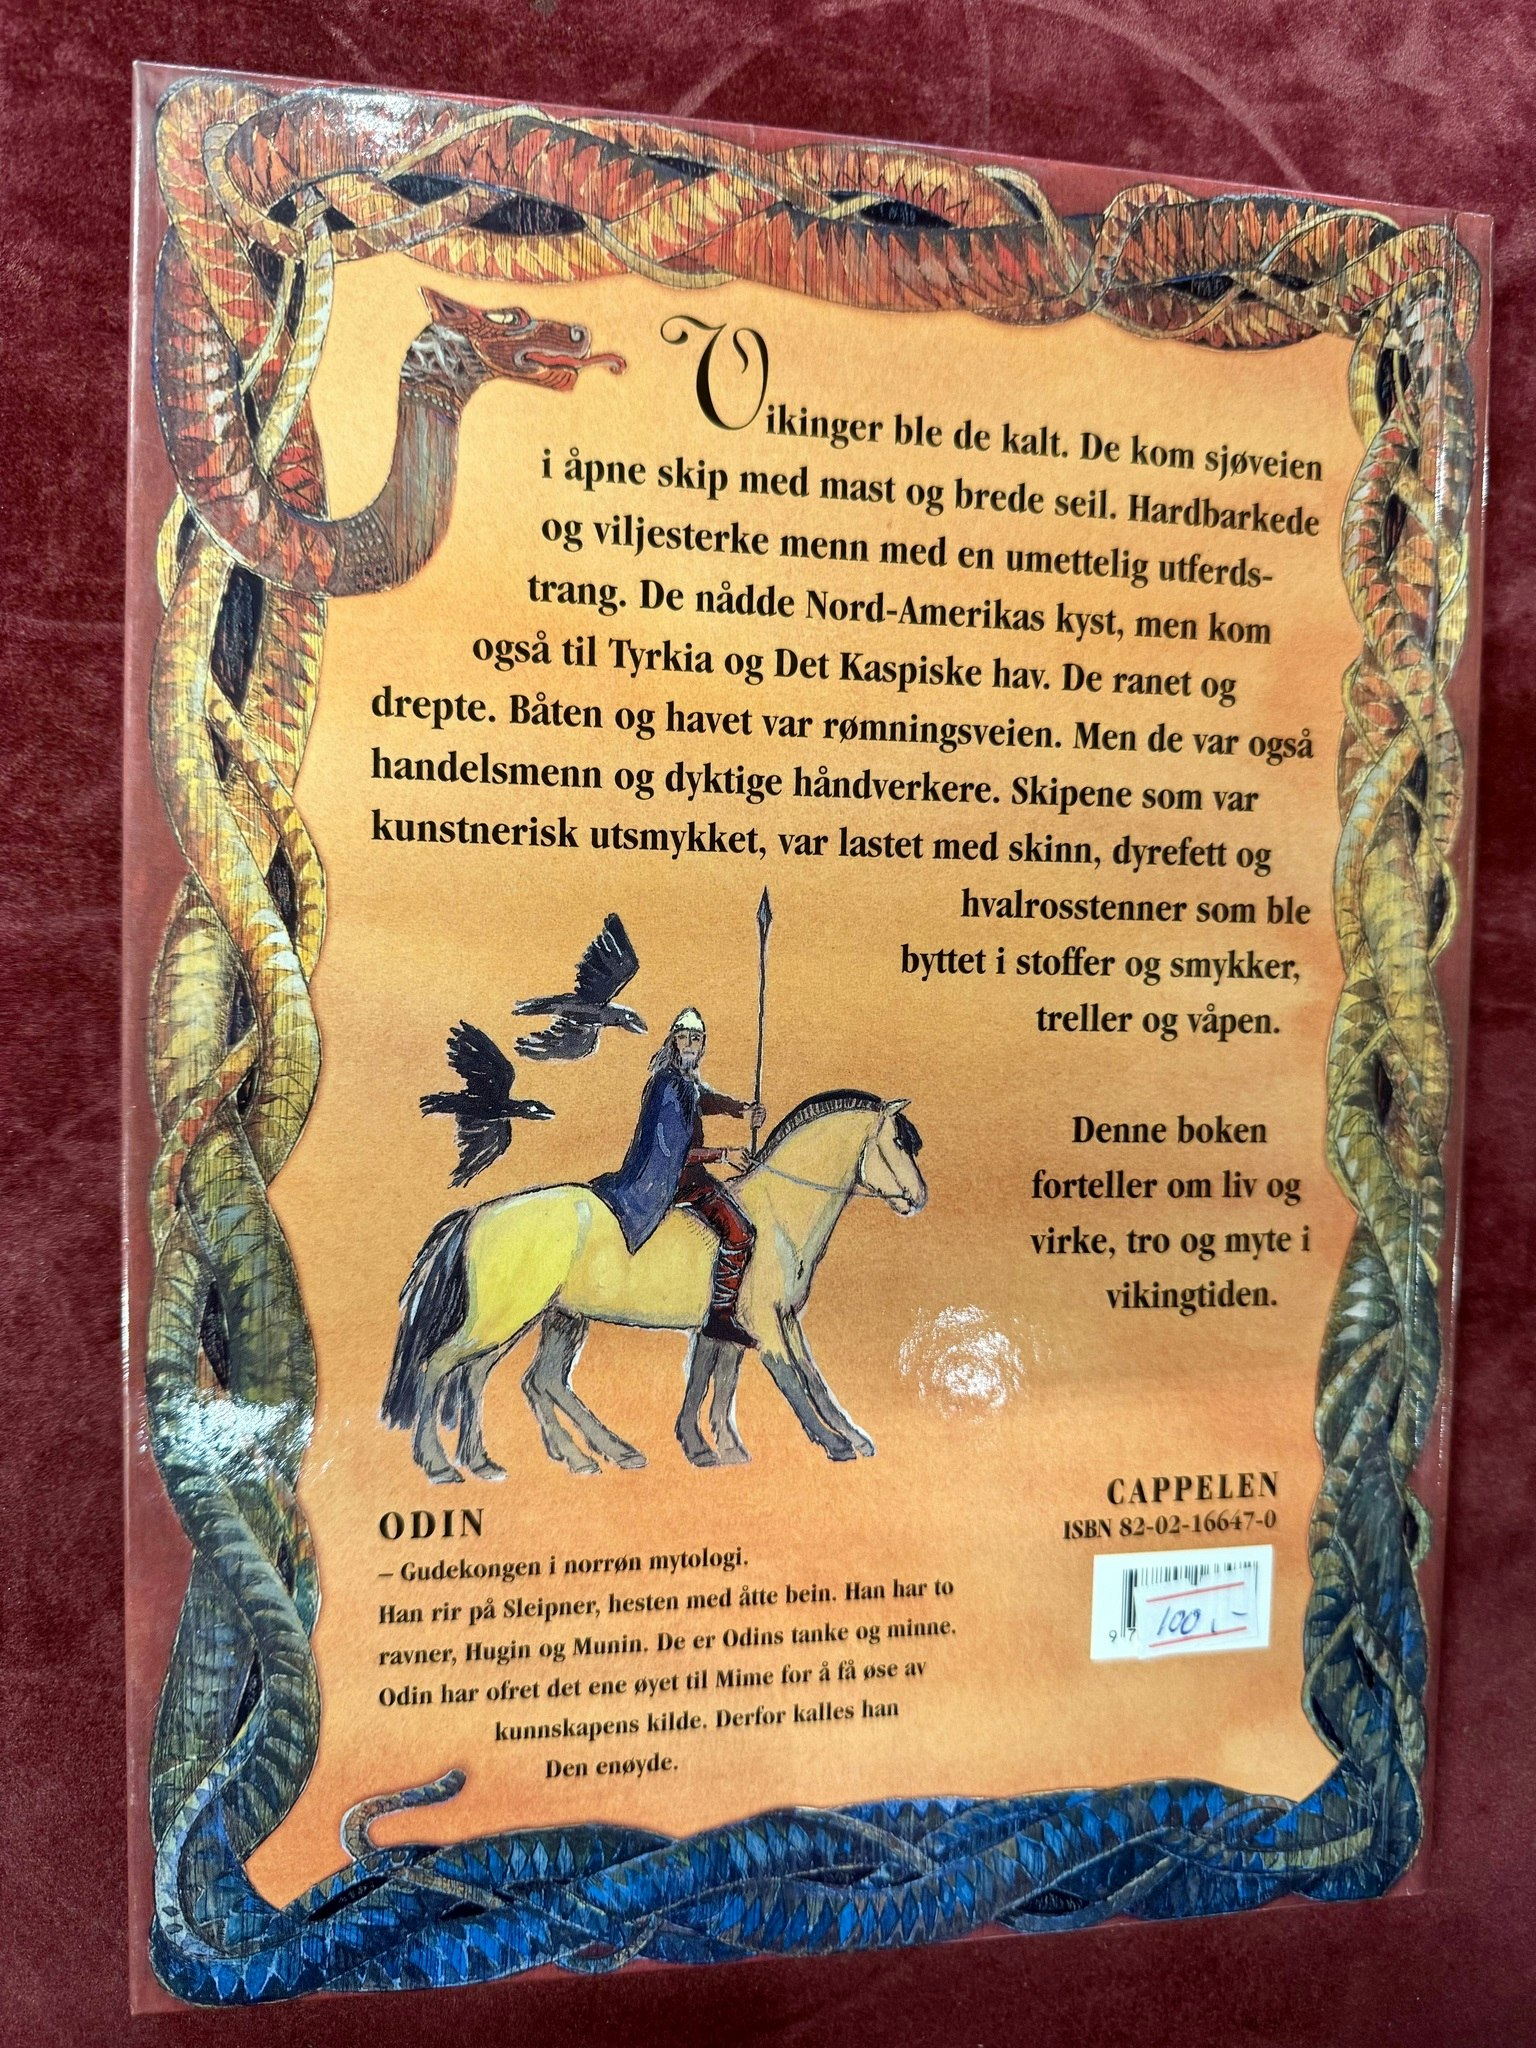 Vikinger ble de kalt. De kom sjøveien
i åpne skip med mast og brede seil. Hardbarkede
og viljesterke menn med en umettelig utferds-
trang. De nådde Nord-Amerikas kyst, men kom
også til Tyrkia og Det Kaspiske hav. De ranet og
drepte. Båten og havet var rømningsveien. Men de var også
handelsmenn og dyktige håndverkere. Skipene som var
kunstnerisk utsmykket, var lastet med skinn, dyrefett og
hvalrosstenner som ble
byttet i stoffer og smykker,
treller og våpen.
Denne boken
forteller om liv og
virke, tro og myte i
vikingtiden.
ODIN
– Gudekongen i norrøn mytologi.
Han rir på Sleipner, hesten med åtte bein. Han har to
ravner, Hugin og Munin. De er Odins tanke og minne.
Odin har ofret det ene øyet til Mime for å få øse av
kunnskapens kilde. Derfor kalles han
Den enøyde.
CAPPELEN
ISBN 82-02-16647-0
9 7
100,-